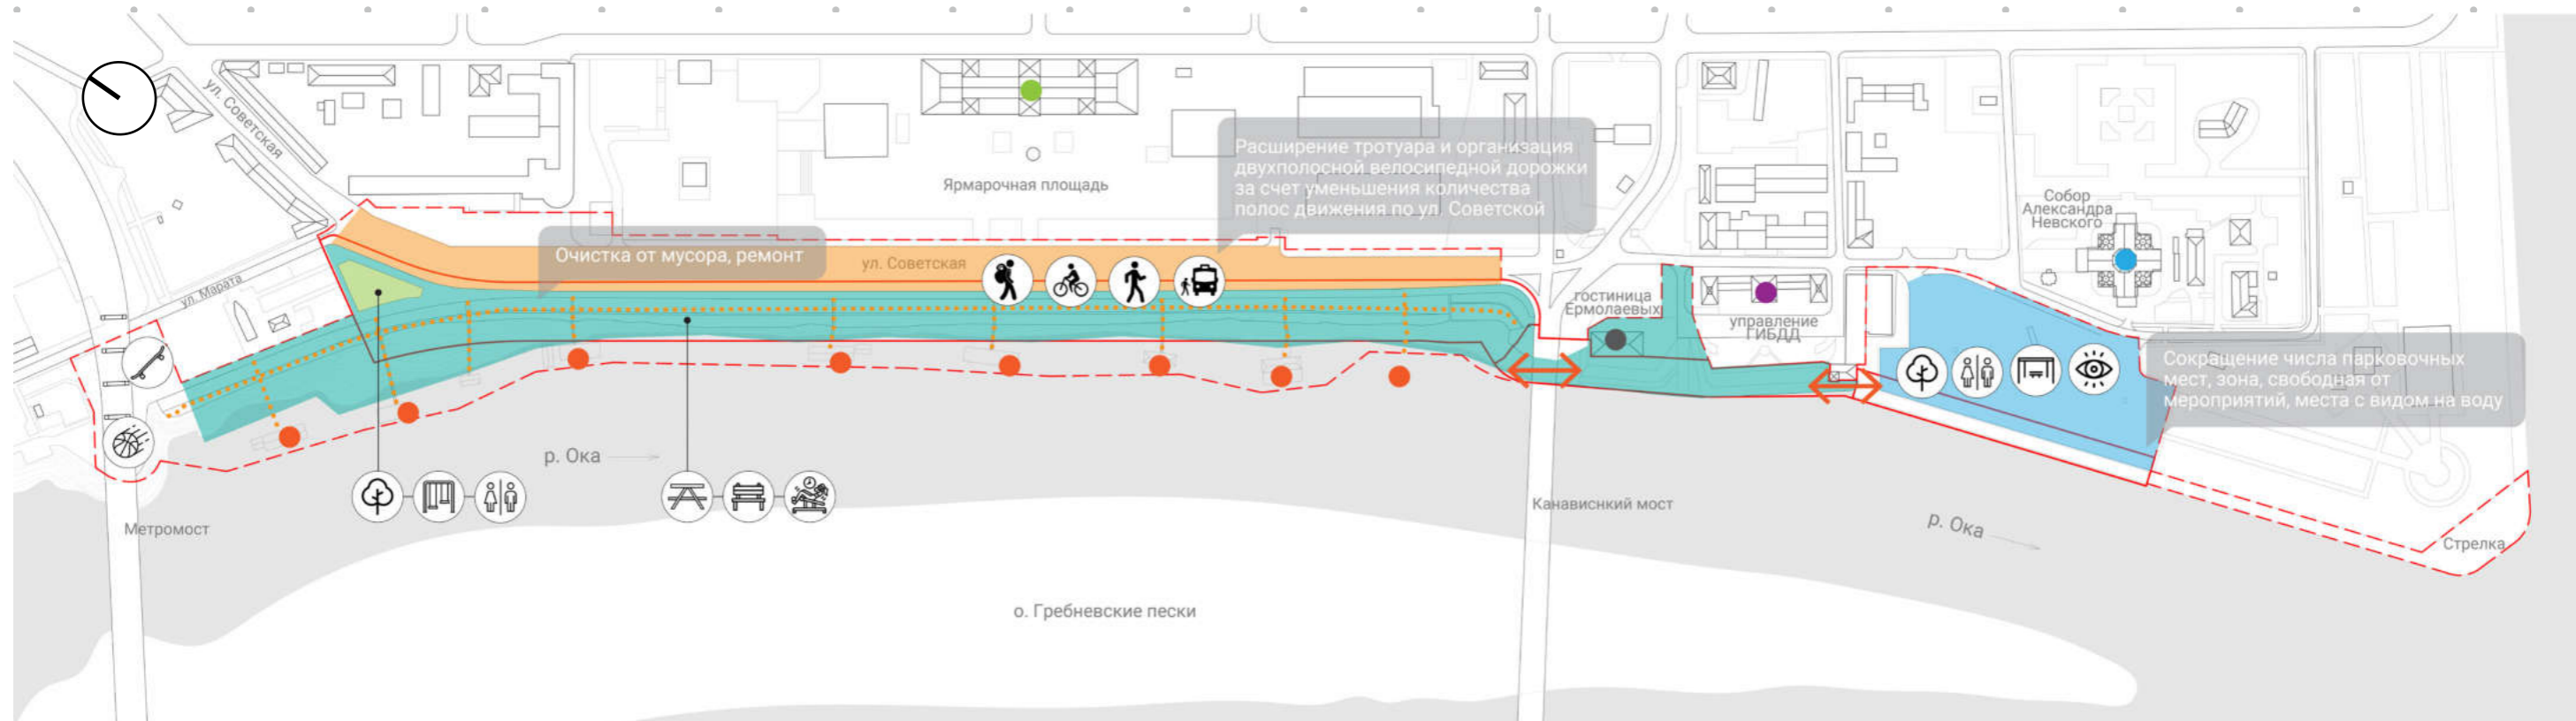 ул. Советская
Расширение тротуара и организация
двухполосной велосипедной дорожки
за счет уменьшения количества
полос движения по ул. Советской
Ярмарочная площадь
Собор
Александра
Невского
Очистка от мусора, ремонт
ул. Советская
ул. Марата
гостиница
Ермолаевых
управление
ГИБДД
Сокращение числа парковочных
мест, зона, свободная от
мероприятий, места с видом на воду
р. Ока
Метромост
Канависнкий мост
р. Ока
Стрелка
о. Гребневские пески